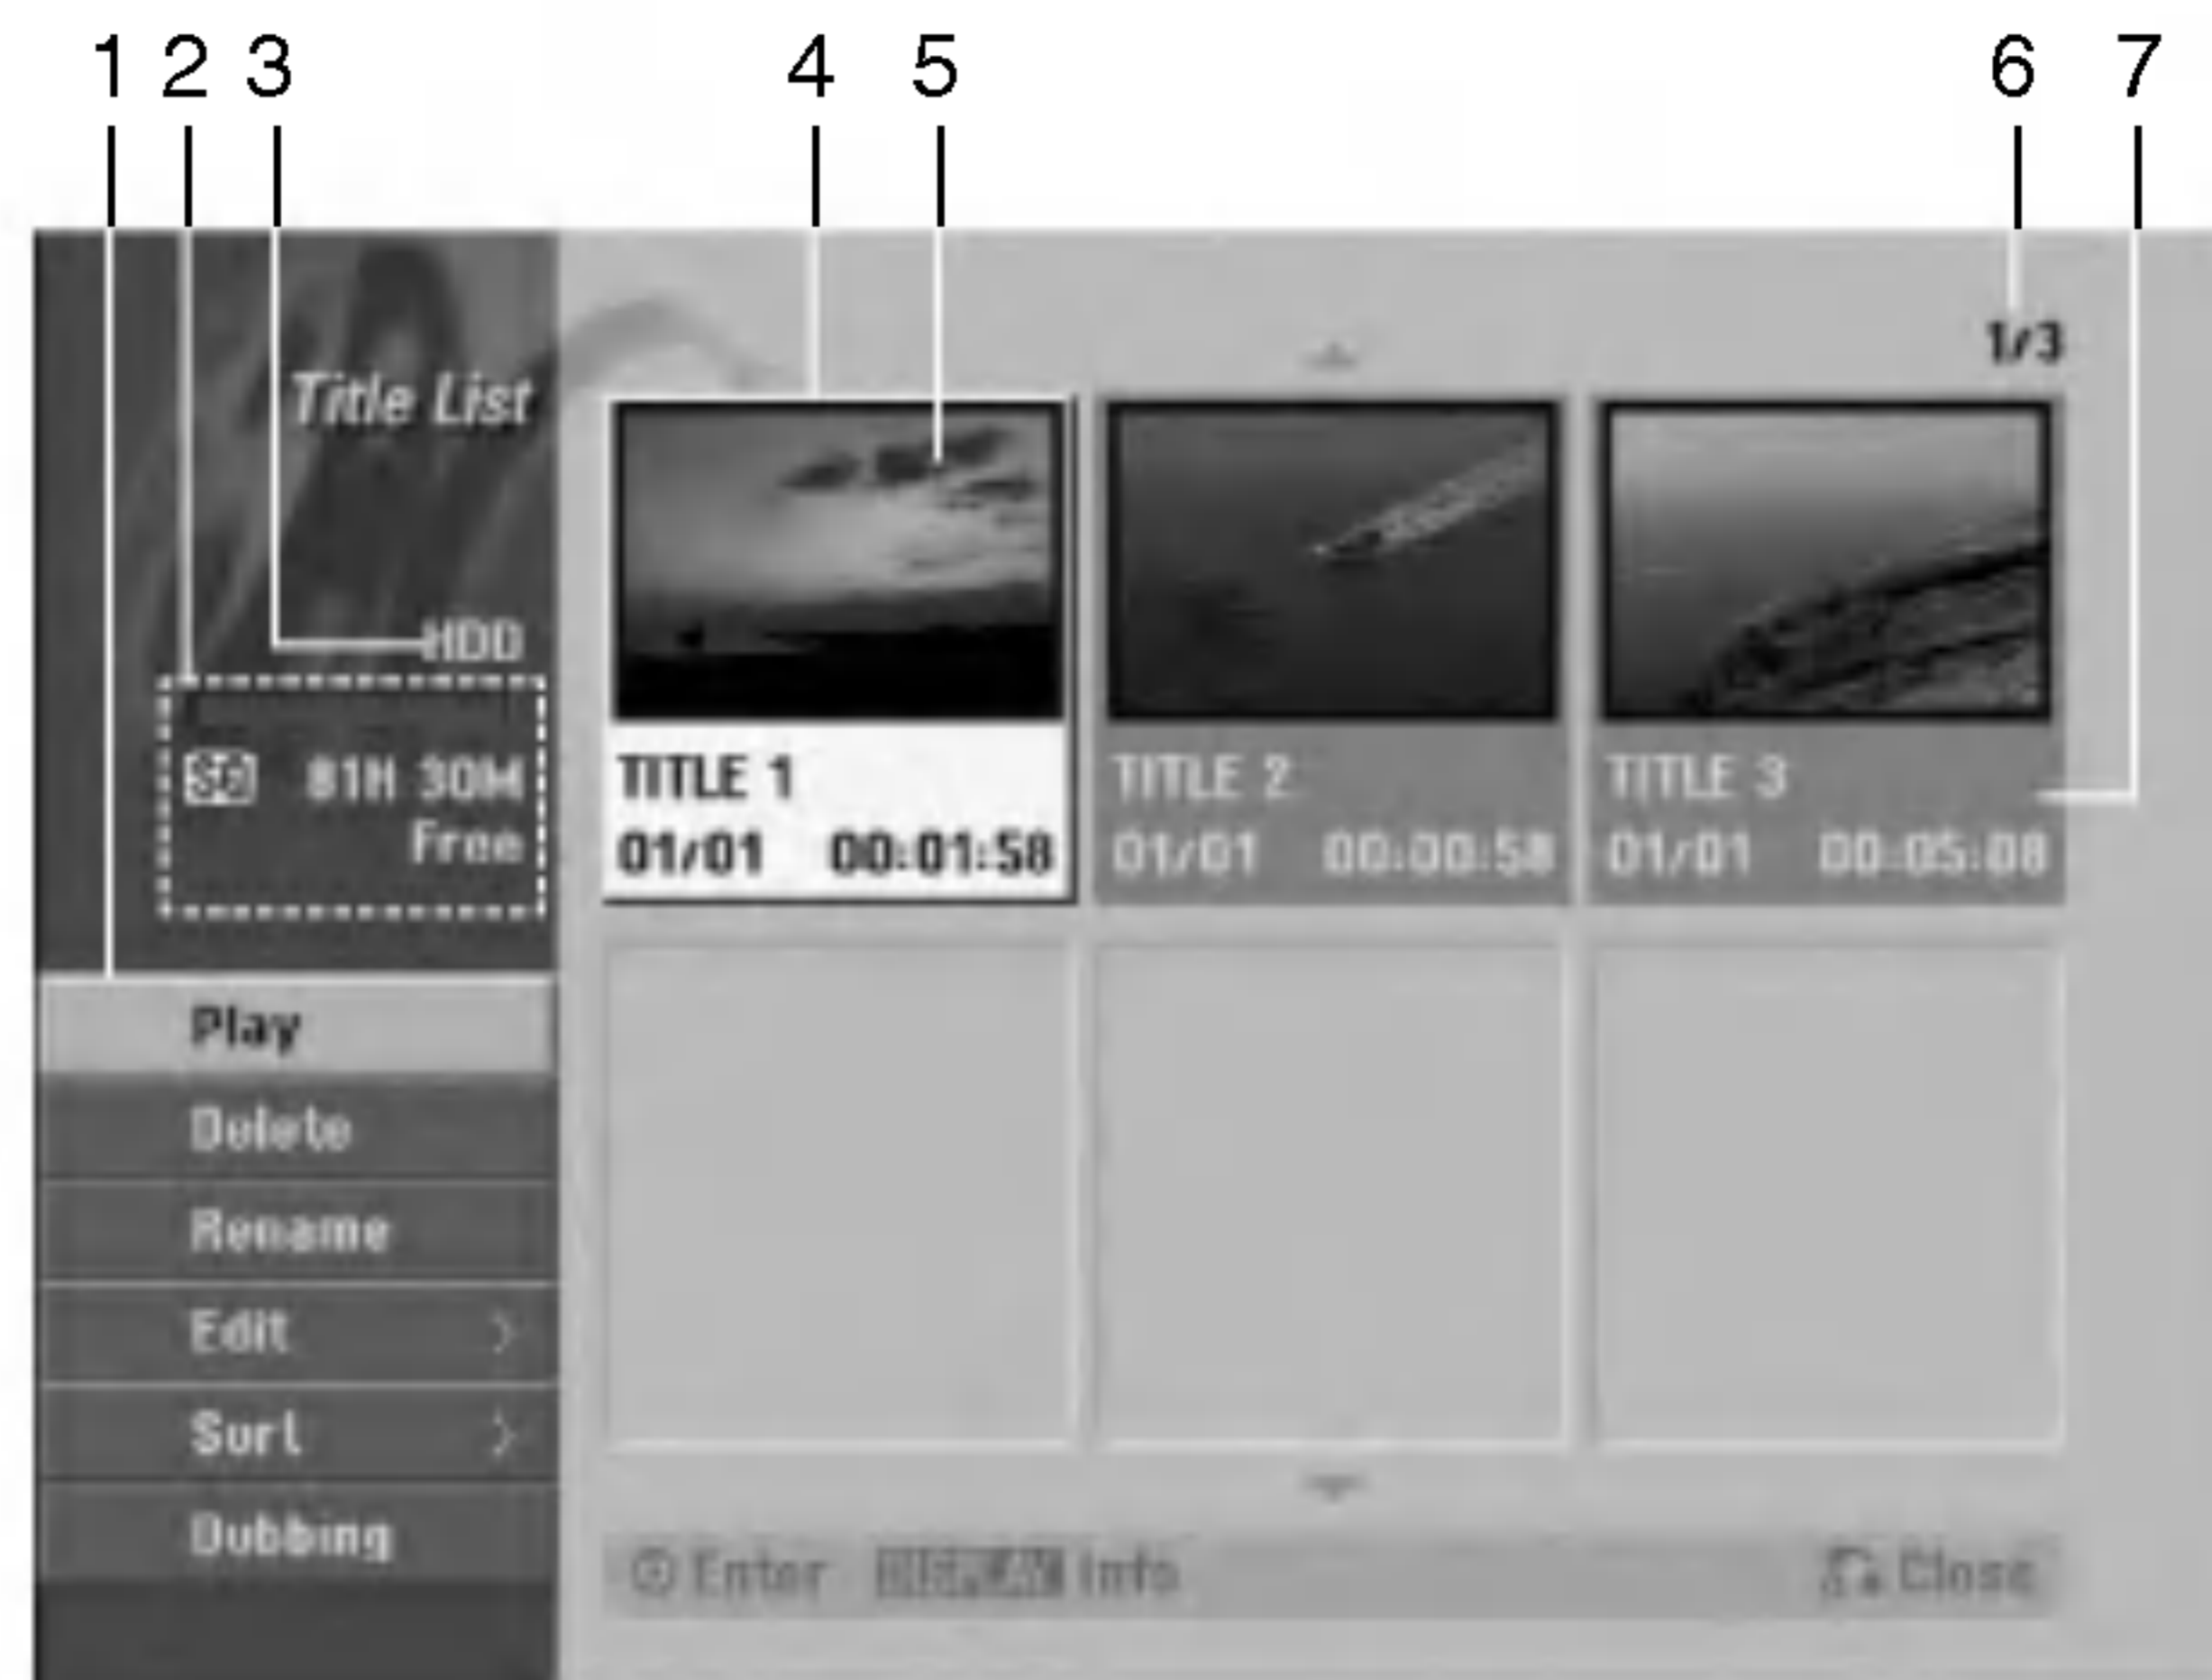 1 2 3 4 5 6 7
1/3
Title List
HDD
SQ 81H 30M
Free
TITLE 1
01/01 00:01:58
TITLE 2
01/01 00:00:58
TITLE 3
01/01 00:05:08
Play
Delete
Rename
Edit >
Sort >
Dubbing
Enter
Info
Close